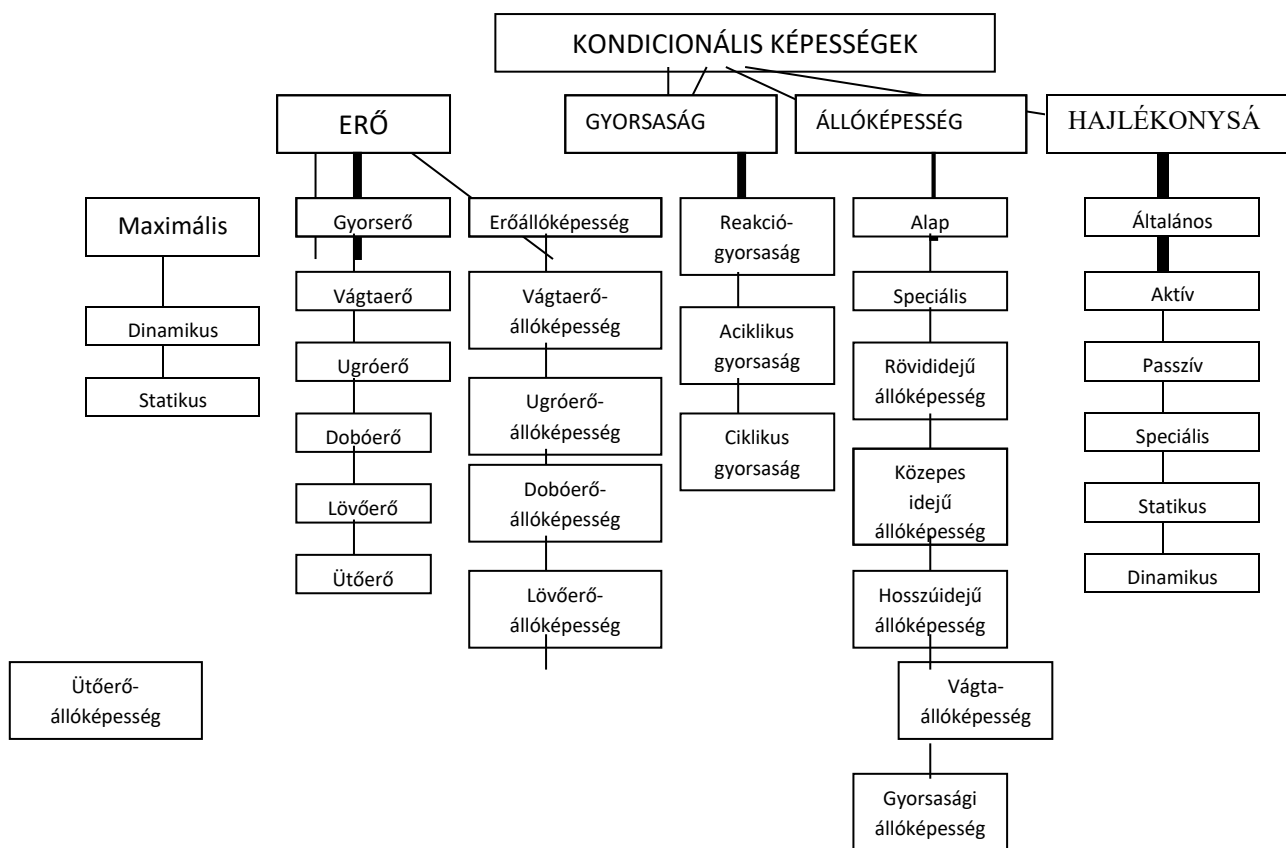 KONDICIONÁLIS KÉPESSÉGEK
ERŐ
GYORSASÁG
ÁLLÓKÉPESSÉG
HAJLÉKONYSÁ
Maximális
Dinamikus
Statikus
Gyorserő
Vágtaerő
Ugróerő
Dobóerő
Lövőerő
Ütőerő
Erőállóképesség
Vágtaerő-
állóképesség
Ugróerő-
állóképesség
Dobóerő-
állóképesség
Lövőerő-
állóképesség
Ütőerő-
állóképesség
Reakció-
gyorsaság
Aciklikus
gyorsaság
Ciklikus
gyorsaság
Alap
Speciális
Rövididejű
állóképesség
Közepes
idejű
állóképesség
Hosszúidejű
állóképesség
Vágta-
állóképesség
Gyorsasági
állóképesség
Általános
Aktív
Passzív
Speciális
Statikus
Dinamikus